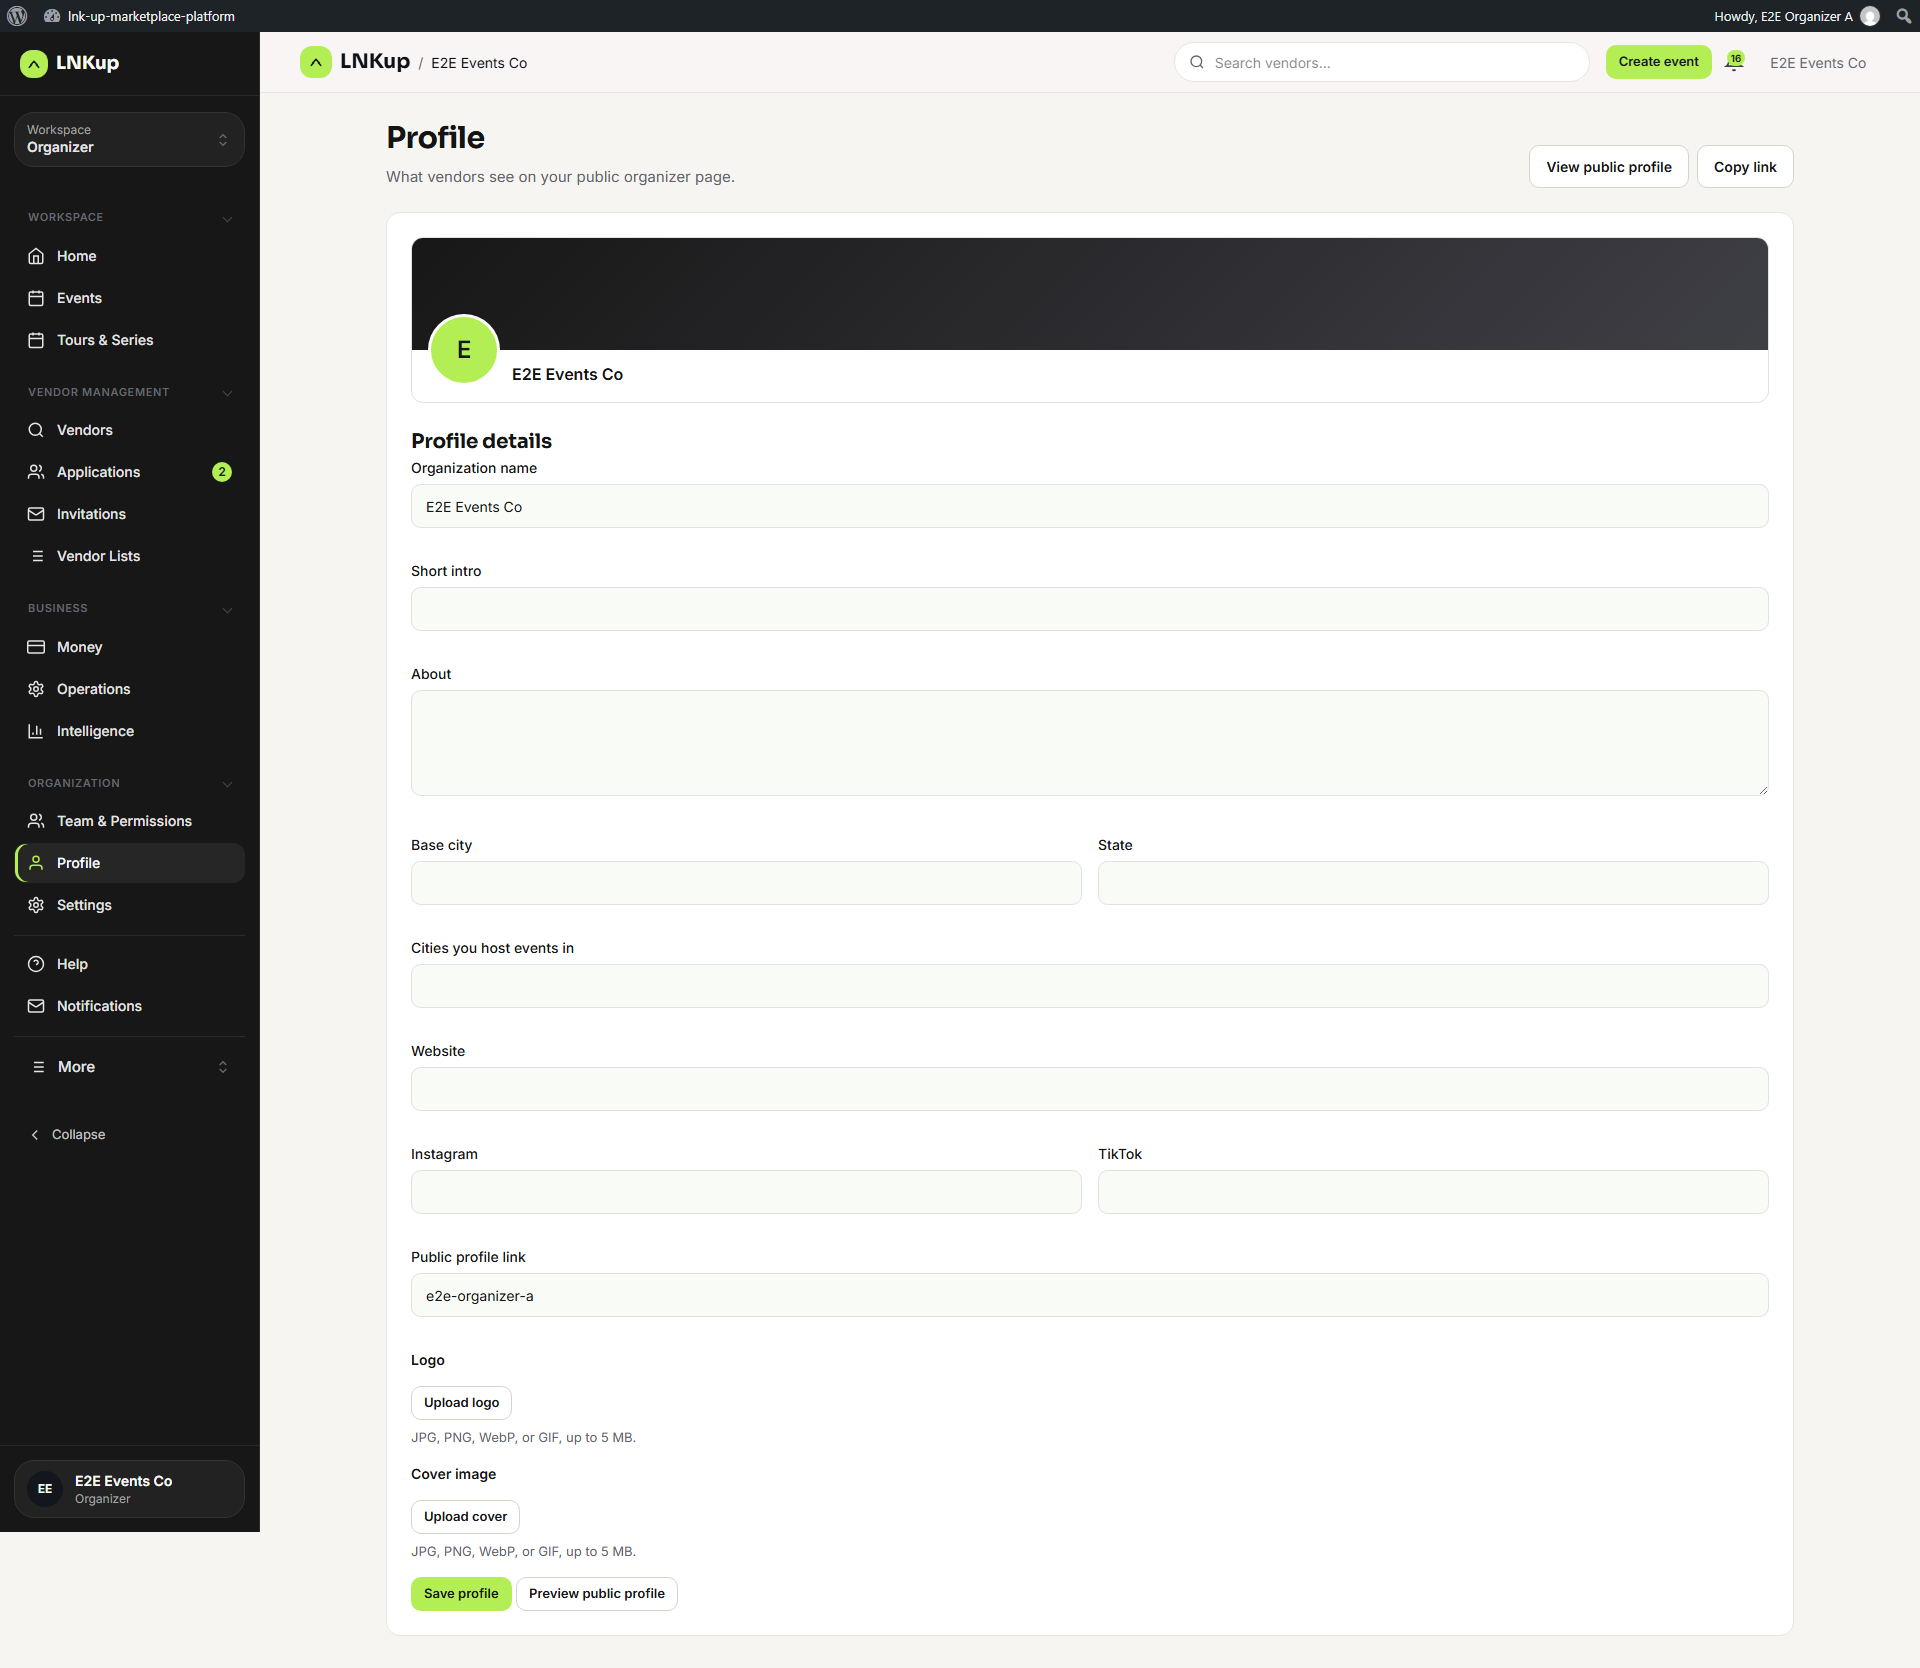 lnk-up-marketplace-platform
Howdy, E2E Organizer A
LNKup
LNKup / E2E Events Co
Search vendors...
Create event
16
E2E Events Co
Workspace
Organizer
WORKSPACE
Home
Events
Tours & Series
VENDOR MANAGEMENT
Vendors
Applications
2
Invitations
Vendor Lists
BUSINESS
Money
Operations
Intelligence
ORGANIZATION
Team & Permissions
Profile
Settings
Help
Notifications
More
Collapse
EE
E2E Events Co
Organizer
Profile
What vendors see on your public organizer page.
View public profile
Copy link
E
E2E Events Co
Profile details
Organization name
E2E Events Co
Short intro
About
Base city
State
Cities you host events in
Website
Instagram
TikTok
Public profile link
e2e-organizer-a
Logo
Upload logo
JPG, PNG, WebP, or GIF, up to 5 MB.
Cover image
Upload cover
JPG, PNG, WebP, or GIF, up to 5 MB.
Save profile
Preview public profile